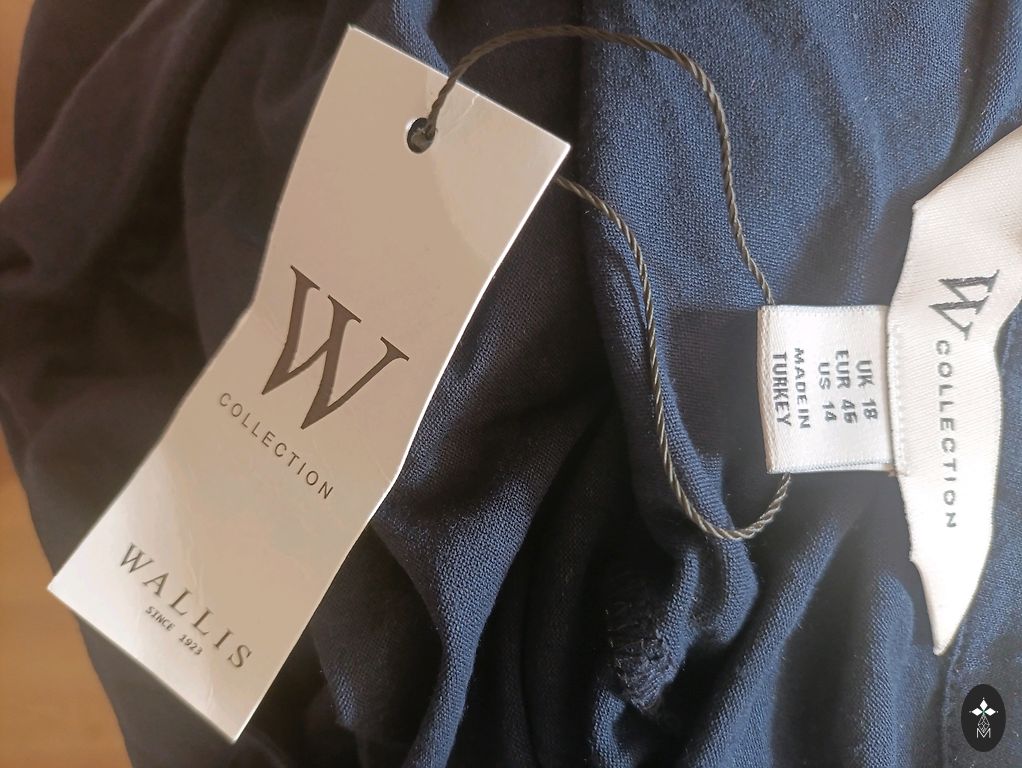 W
COLLECTION
WALLIS
SINCE 1923
UK 18
EUR 46
US 14
MADE IN
TURKEY
W
COLLECTION
M